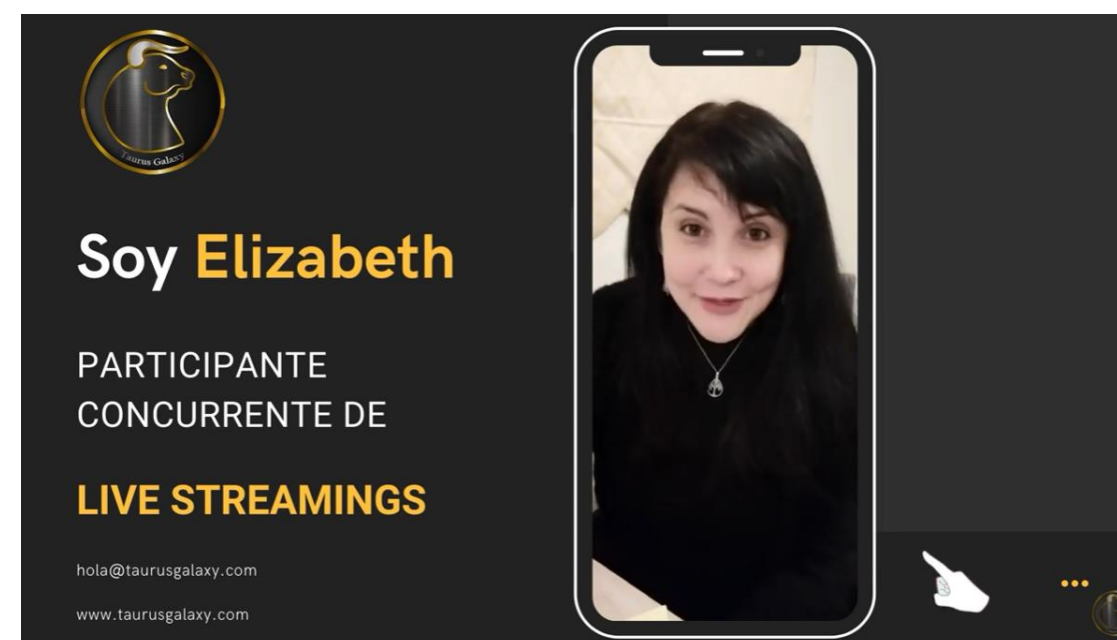 Taurus Galaxy
Soy Elizabeth
PARTICIPANTE
CONCURRENTE DE
LIVE STREAMINGS
hola@taurusgalaxy.com
www.taurusgalaxy.com